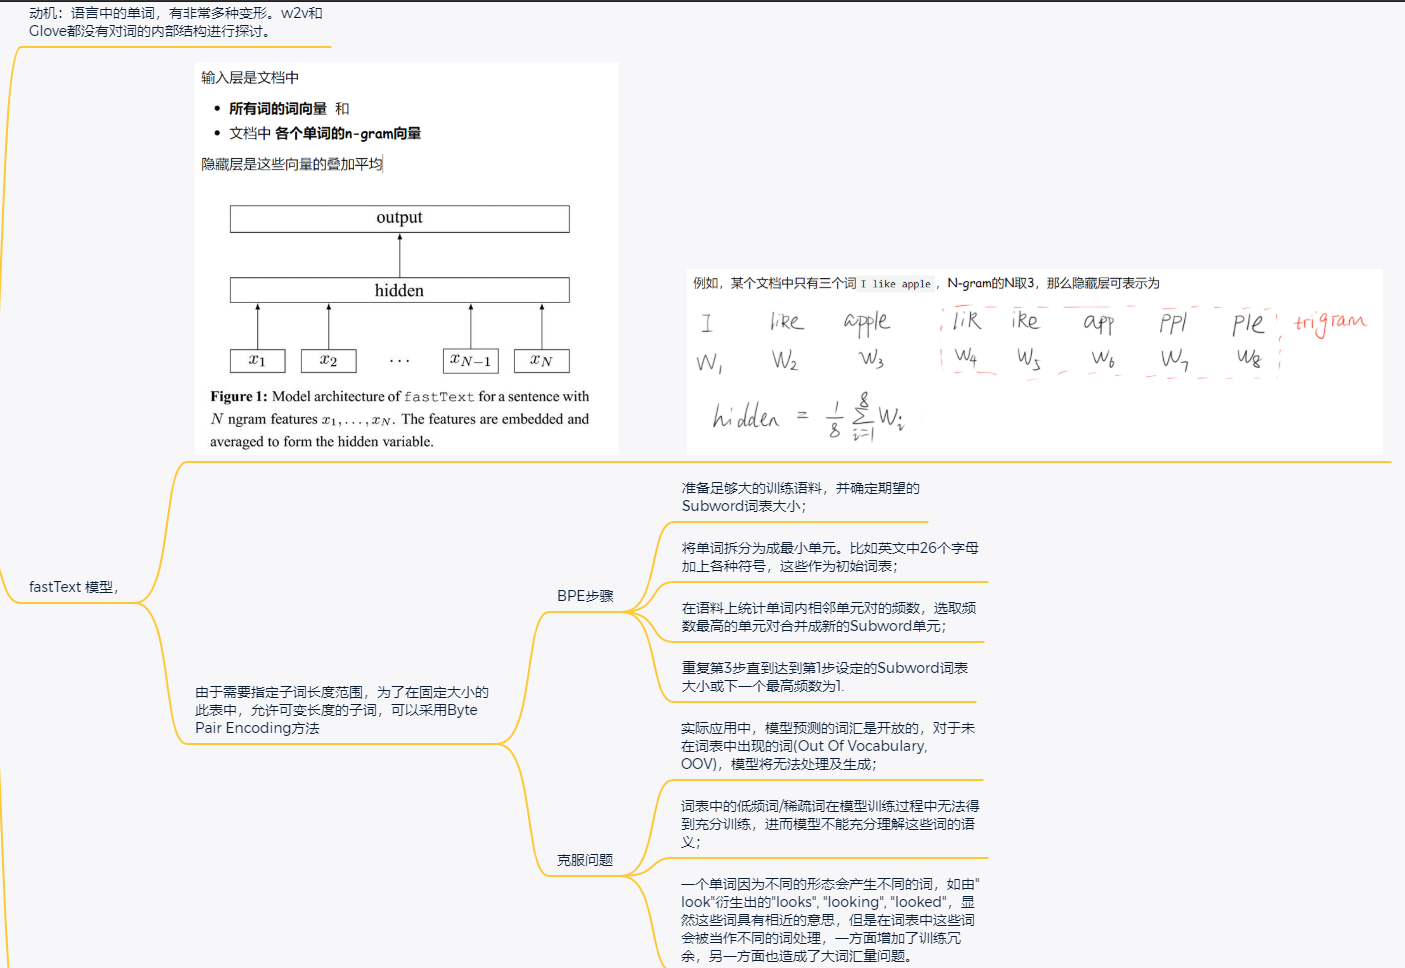 动机：语言中的单词，有非常多种变形。w2v和
Glove都没有对词的内部结构进行探讨。
输入层是文档中
• 所有词的词向量 和
• 文档中 各个单词的n-gram向量
隐藏层是这些向量的叠加平均
output
hidden
x1 x2 ... xN−1 xN
Figure 1: Model architecture of fastText for a sentence with
N ngram features x1, . . . , xN. The features are embedded and
averaged to form the hidden variable.
例如，某个文档中只有三个词 I like apple ，N-gram的N取3，那么隐藏层可表示为
I like apple lik ike app ppl ple trigram
W1 W2 W3 W4 W5 W6 W7 W8
hidden = 1/8 ∑ i=1 8 Wi
fastText 模型，
由于需要指定子词长度范围，为了在固定大小的
此表中，允许可变长度的子词，可以采用Byte
Pair Encoding方法
BPE步骤
准备足够大的训练语料，并确定期望的
Subword词表大小；
将单词拆分为成最小单元。比如英文中26个字母
加上各种符号，这些作为初始词表；
在语料上统计单词内相邻单元对的频数，选取频
数最高的单元对合并成新的Subword单元；
重复第3步直到达到第1步设定的Subword词表
大小或下一个最高频数为1.
克服问题
实际应用中，模型预测的词汇是开放的，对于未
在词表中出现的词(Out Of Vocabulary,
OOV)，模型将无法处理及生成；
词表中的低频词/稀疏词在模型训练过程中无法得
到充分训练，进而模型不能充分理解这些词的语
义；
一个单词因为不同的形态会产生不同的词，如由"
look"衍生出的"looks", "looking", "looked"，显
然这些词具有相近的意思，但是在词表中这些词
会被当作不同的词处理，一方面增加了训练冗
余，另一方面也造成了大词汇量问题。